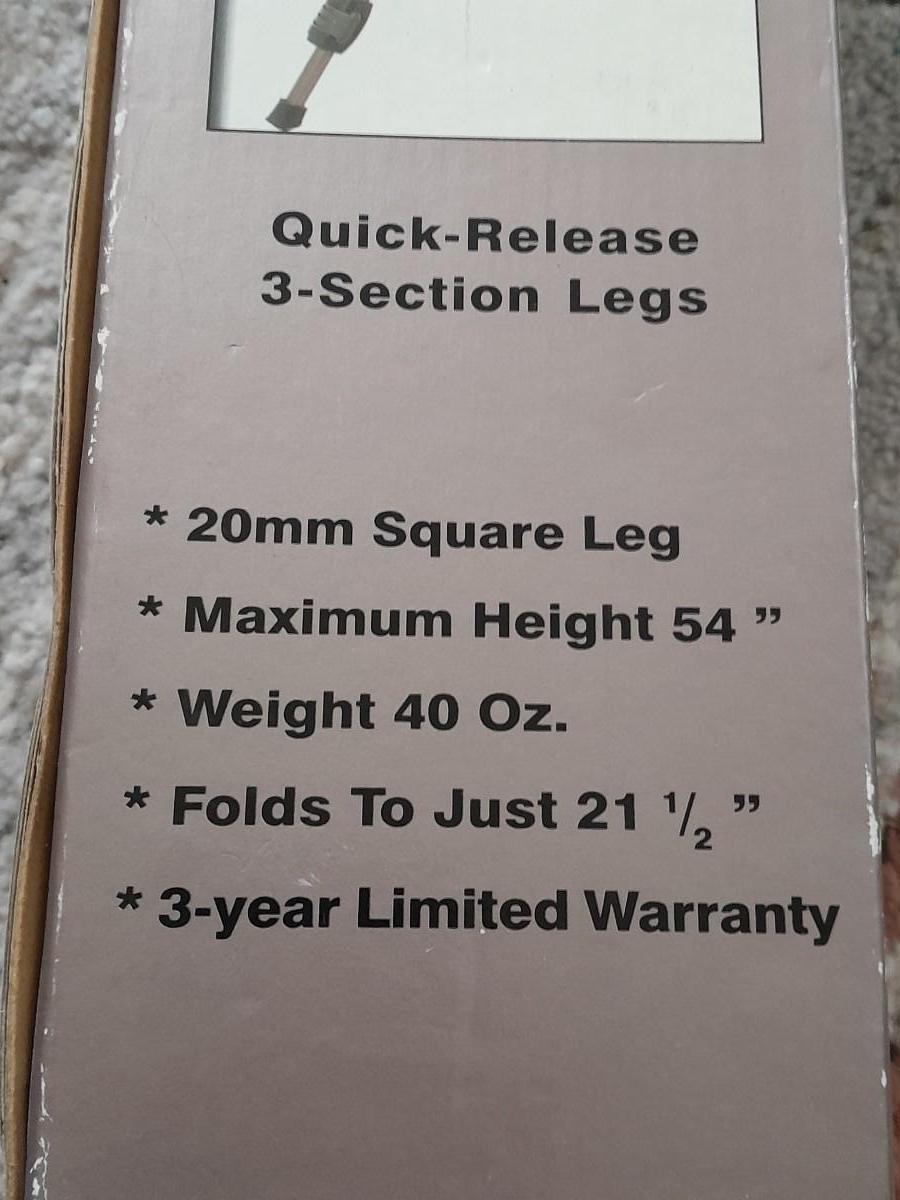 Quick-Release
3-Section Legs
* 20mm Square Leg
* Maximum Height 54 ”
* Weight 40 Oz.
* Folds To Just 21 1/2 ”
* 3-year Limited Warranty